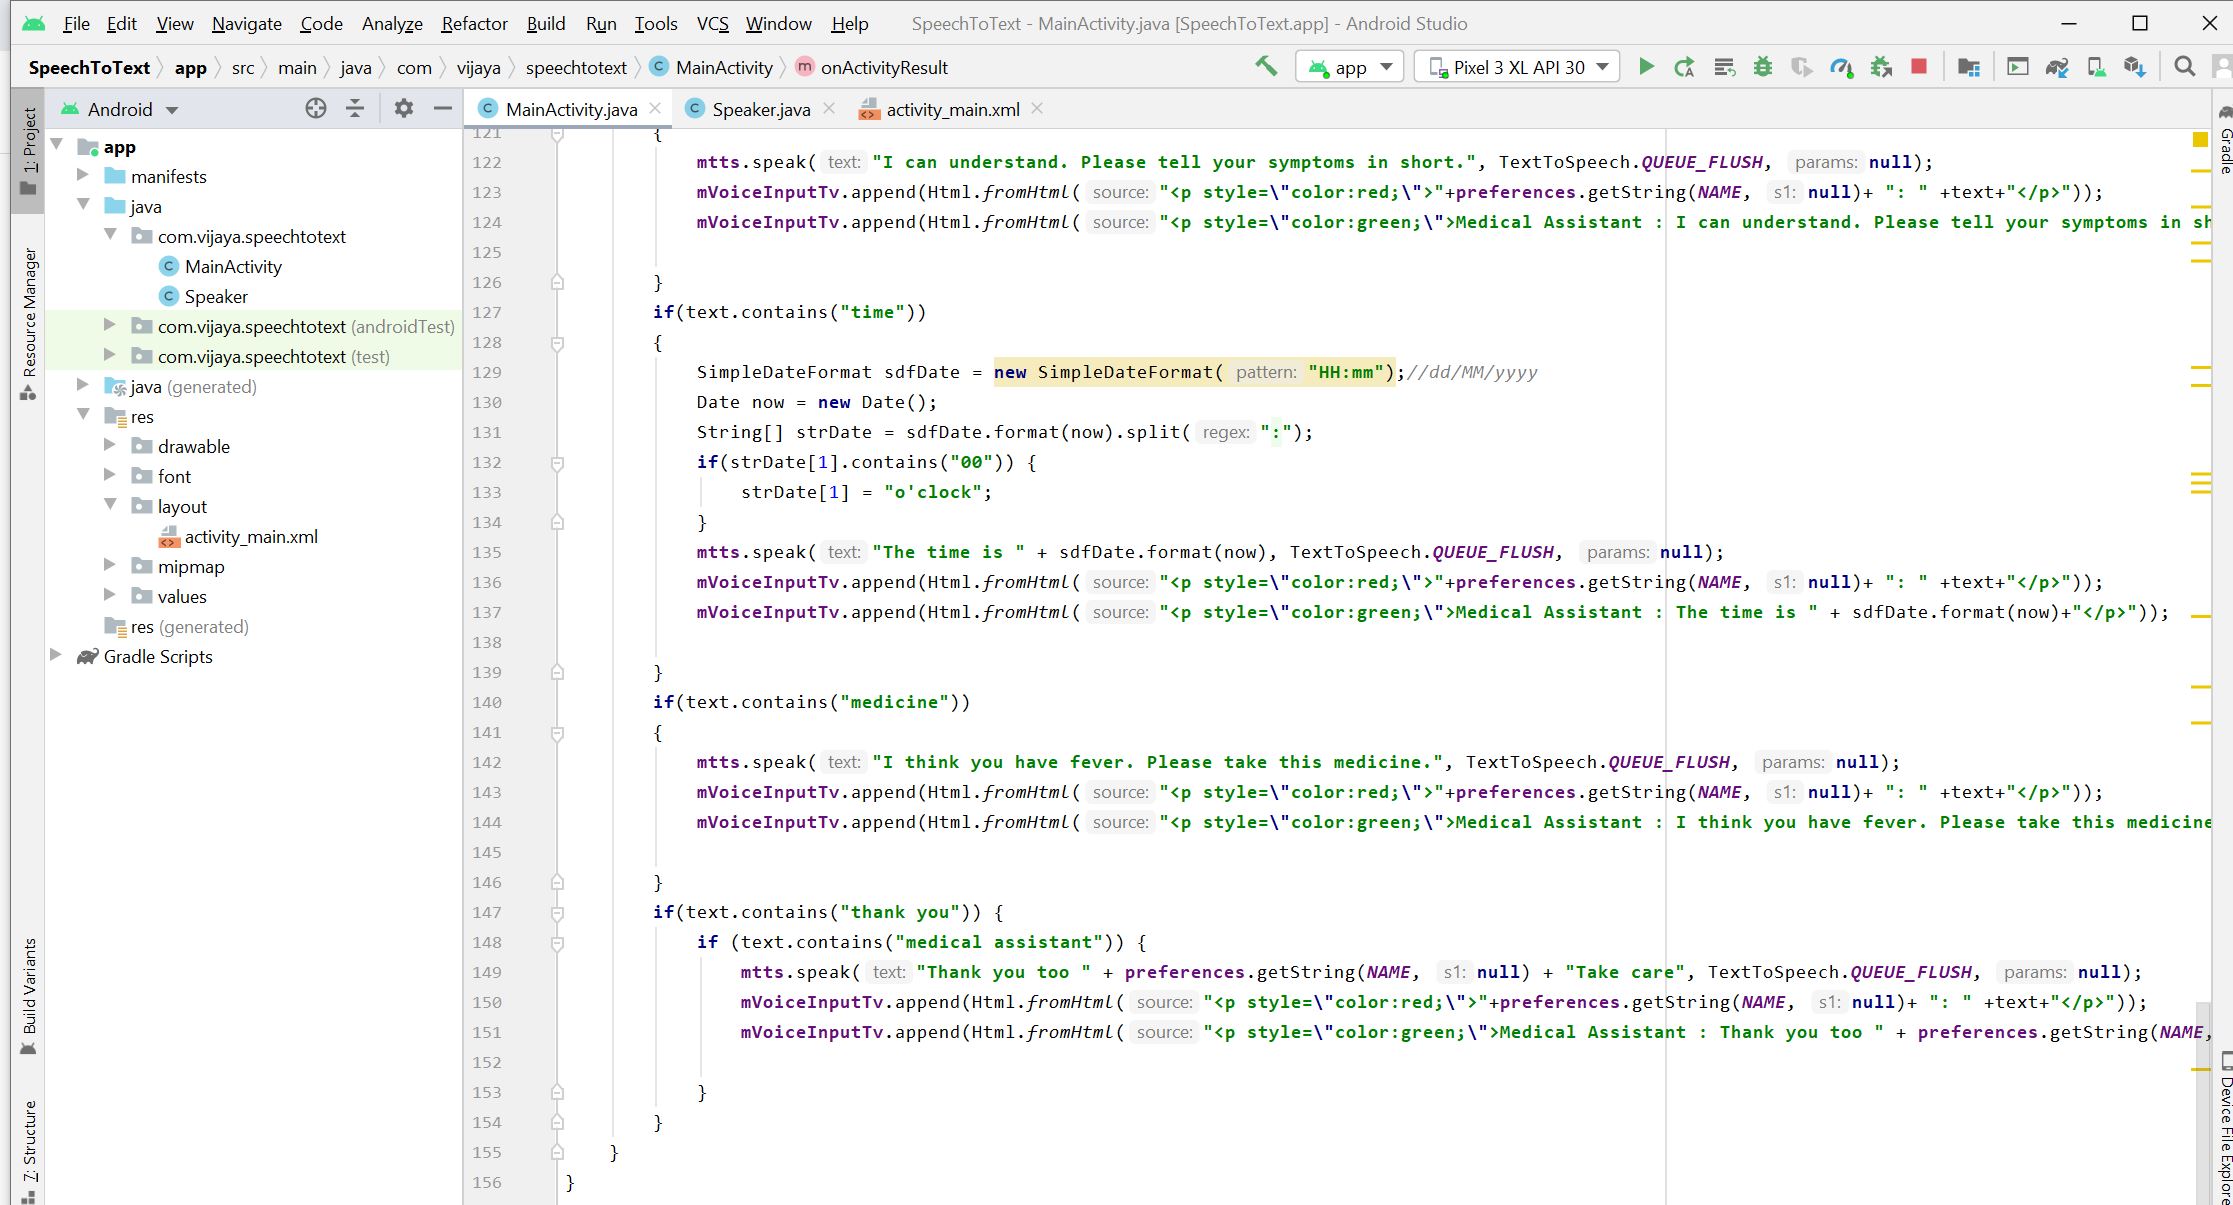 File Edit View Navigate Code Analyze Refactor Build Run Tools VCS Window Help SpeechToText - MainActivity.java [SpeechToText.app] - Android Studio
SpeechToText app src main java com vijaya speechtotext MainActivity onActivityResult app Pixel 3 XL API 30
1: Project
Resource Manager
Build Variants
7: Structure
Android
app
manifests
java
com.vijaya.speechtotext
MainActivity
Speaker
com.vijaya.speechtotext (androidTest)
com.vijaya.speechtotext (test)
java (generated)
res
drawable
font
layout
activity_main.xml
mipmap
values
res (generated)
Gradle Scripts
MainActivity.java Speaker.java activity_main.xml
121 {
122 mtts.speak( text: "I can understand. Please tell your symptoms in short.", TextToSpeech.QUEUE_FLUSH, params: null);
123 mVoiceInputTv.append(Html.fromHtml( source: "<p style=\"color:red;\">"+preferences.getString(NAME, s1: null)+ ": " +text+"</p>"));
124 mVoiceInputTv.append(Html.fromHtml( source: "<p style=\"color:green;\">Medical Assistant : I can understand. Please tell your symptoms in sh
125
126 }
127 if(text.contains("time"))
128 {
129 SimpleDateFormat sdfDate = new SimpleDateFormat( pattern: "HH:mm");//dd/MM/yyyy
130 Date now = new Date();
131 String[] strDate = sdfDate.format(now).split( regex: ":");
132 if(strDate[1].contains("00")) {
133 strDate[1] = "o'clock";
134 }
135 mtts.speak( text: "The time is " + sdfDate.format(now), TextToSpeech.QUEUE_FLUSH, params: null);
136 mVoiceInputTv.append(Html.fromHtml( source: "<p style=\"color:red;\">"+preferences.getString(NAME, s1: null)+ ": " +text+"</p>"));
137 mVoiceInputTv.append(Html.fromHtml( source: "<p style=\"color:green;\">Medical Assistant : The time is " + sdfDate.format(now)+"</p>"));
138
139 }
140 if(text.contains("medicine"))
141 {
142 mtts.speak( text: "I think you have fever. Please take this medicine.", TextToSpeech.QUEUE_FLUSH, params: null);
143 mVoiceInputTv.append(Html.fromHtml( source: "<p style=\"color:red;\">"+preferences.getString(NAME, s1: null)+ ": " +text+"</p>"));
144 mVoiceInputTv.append(Html.fromHtml( source: "<p style=\"color:green;\">Medical Assistant : I think you have fever. Please take this medicine
145
146 }
147 if(text.contains("thank you")) {
148 if (text.contains("medical assistant")) {
149 mtts.speak( text: "Thank you too " + preferences.getString(NAME, s1: null) + "Take care", TextToSpeech.QUEUE_FLUSH, params: null);
150 mVoiceInputTv.append(Html.fromHtml( source: "<p style=\"color:red;\">"+preferences.getString(NAME, s1: null)+ ": " +text+"</p>"));
151 mVoiceInputTv.append(Html.fromHtml( source: "<p style=\"color:green;\">Medical Assistant : Thank you too " + preferences.getString(NAME,
152
153 }
154 }
155 }
156 }
Gradle
Device File Explore